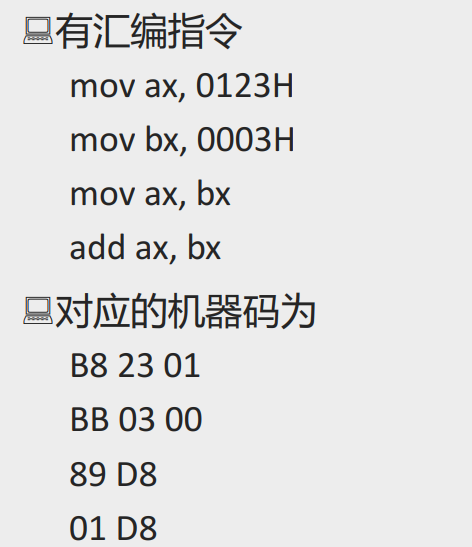 有汇编指令
mov ax, 0123H
mov bx, 0003H
mov ax, bx
add ax, bx
对应的机器码为
B8 23 01
BB 03 00
89 D8
01 D8